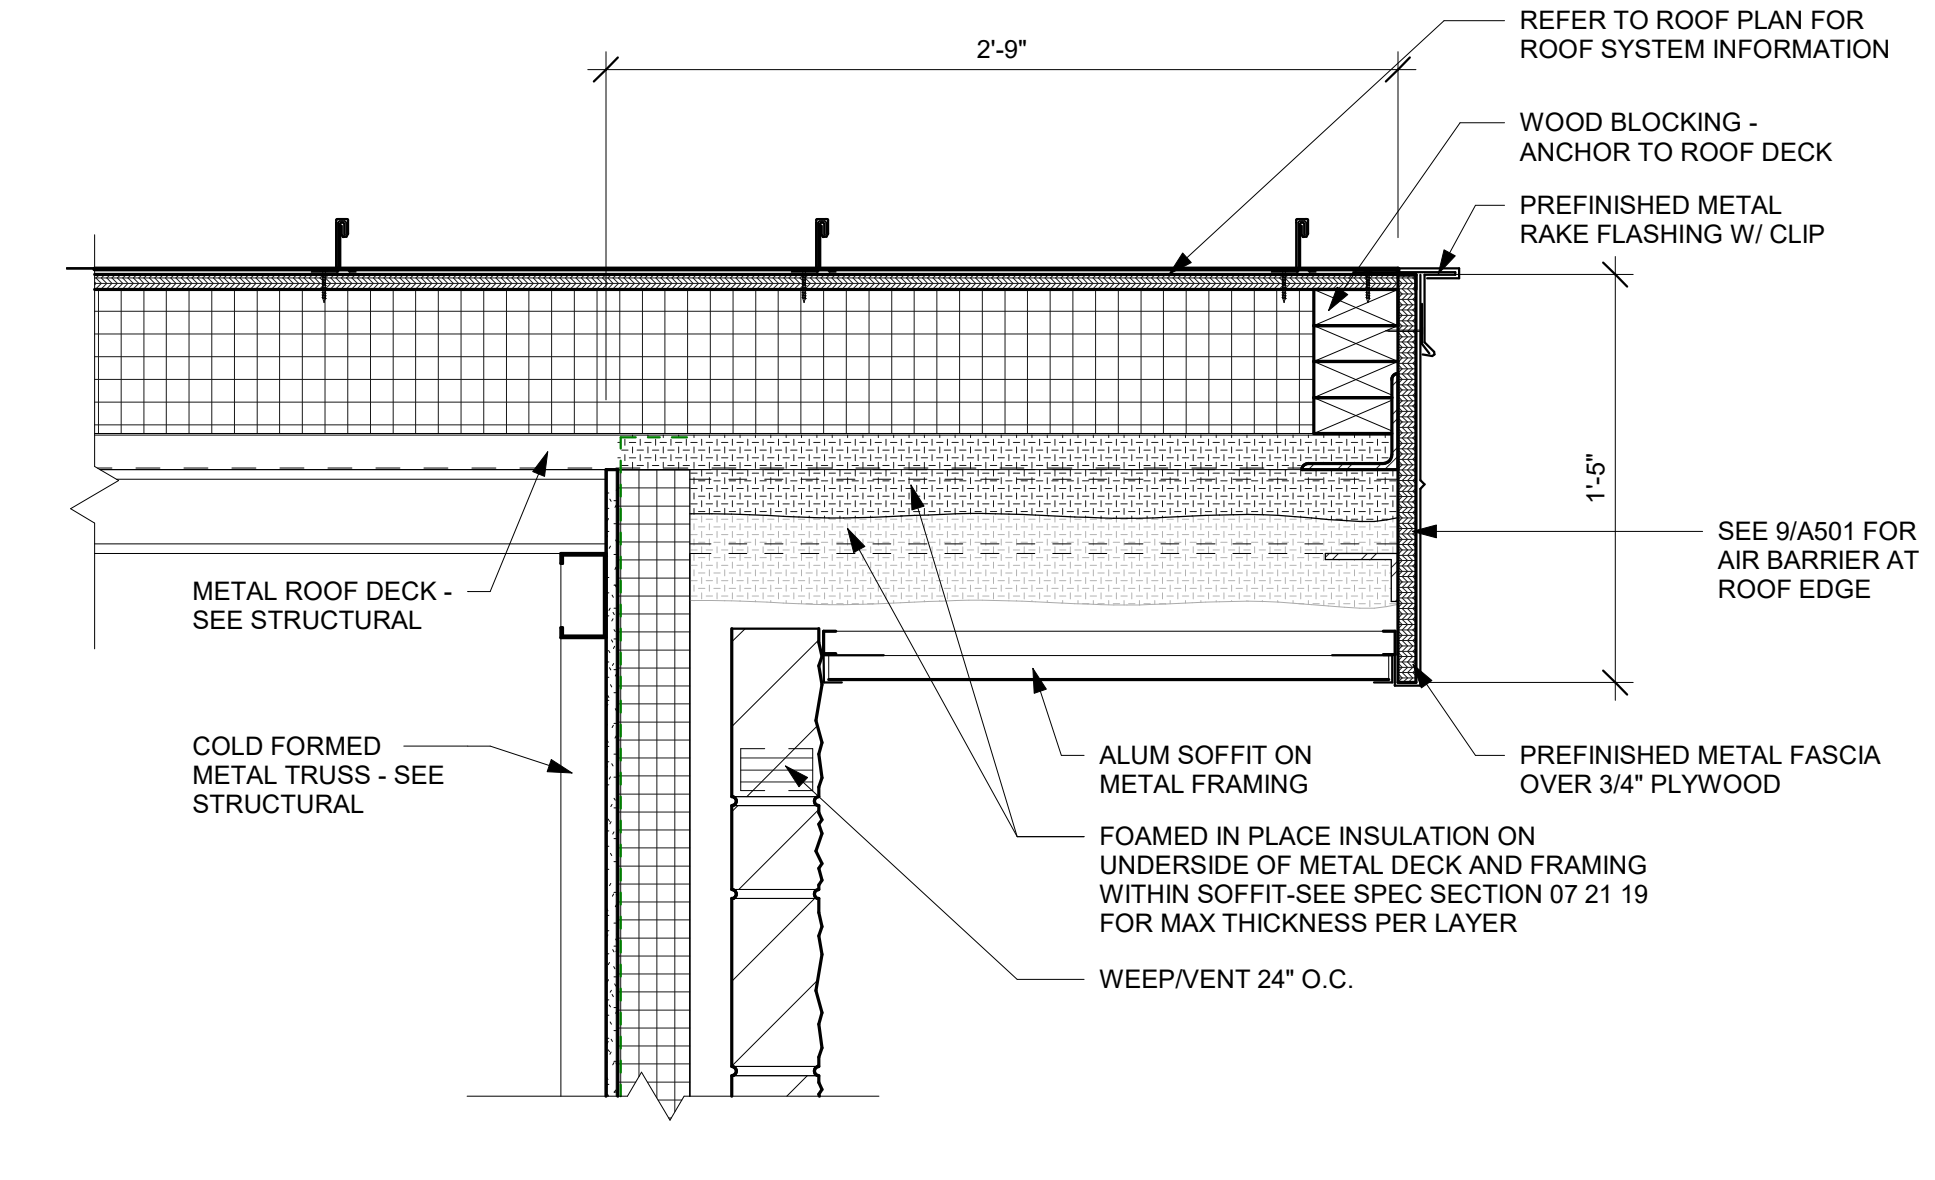 REFER TO ROOF PLAN FOR
ROOF SYSTEM INFORMATION
2'-9"
WOOD BLOCKING -
ANCHOR TO ROOF DECK
PREFINISHED METAL
RAKE FLASHING W/ CLIP
1'-5"
SEE 9/A501 FOR
AIR BARRIER AT
ROOF EDGE
METAL ROOF DECK -
SEE STRUCTURAL
COLD FORMED
METAL TRUSS - SEE
STRUCTURAL
ALUM SOFFIT ON
METAL FRAMING
PREFINISHED METAL FASCIA
OVER 3/4" PLYWOOD
FOAMED IN PLACE INSULATION ON
UNDERSIDE OF METAL DECK AND FRAMING
WITHIN SOFFIT-SEE SPEC SECTION 07 21 19
FOR MAX THICKNESS PER LAYER
WEEP/VENT 24" O.C.